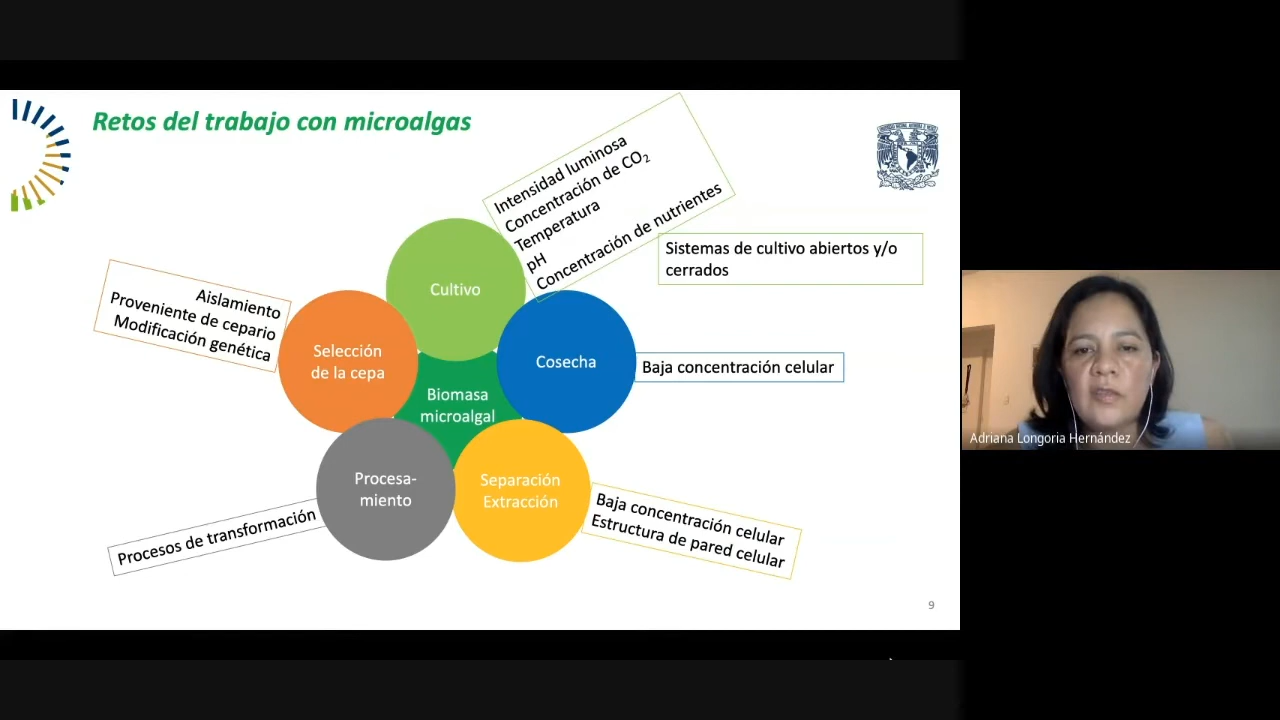 Retos del trabajo con microalgas
Intensidad luminosa
Concentración de CO₂
Temperatura
pH
Concentración de nutrientes
Sistemas de cultivo abiertos y/o
cerrados
Cultivo
Aislamiento
Proveniente de cepario
Modificación genética
Selección
de la cepa
Cosecha
Baja concentración celular
Biomasa
microalgal
Procesa-
miento
Separación
Extracción
Baja concentración celular
Estructura de pared celular
Procesos de transformación
9
Adriana Longoria Hernández